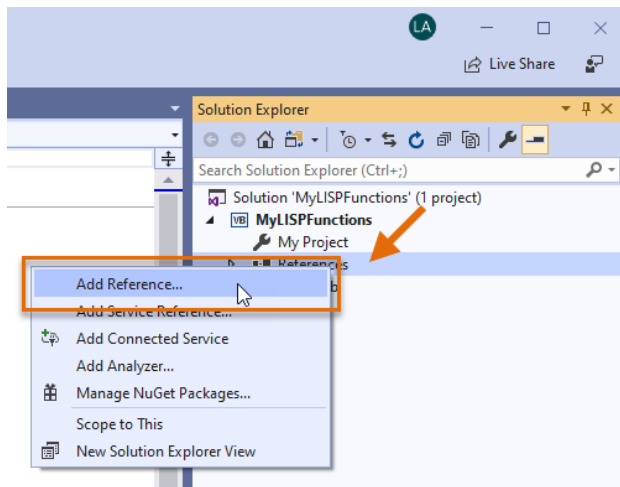 LA
Live Share
Solution Explorer
Search Solution Explorer (Ctrl+;)
Solution 'MyLISPFunctions' (1 project)
VB MyLISPFunctions
My Project
References
Add Reference...
b
Add Service Reference...
Add Connected Service
Add Analyzer...
Manage NuGet Packages...
Scope to This
New Solution Explorer View